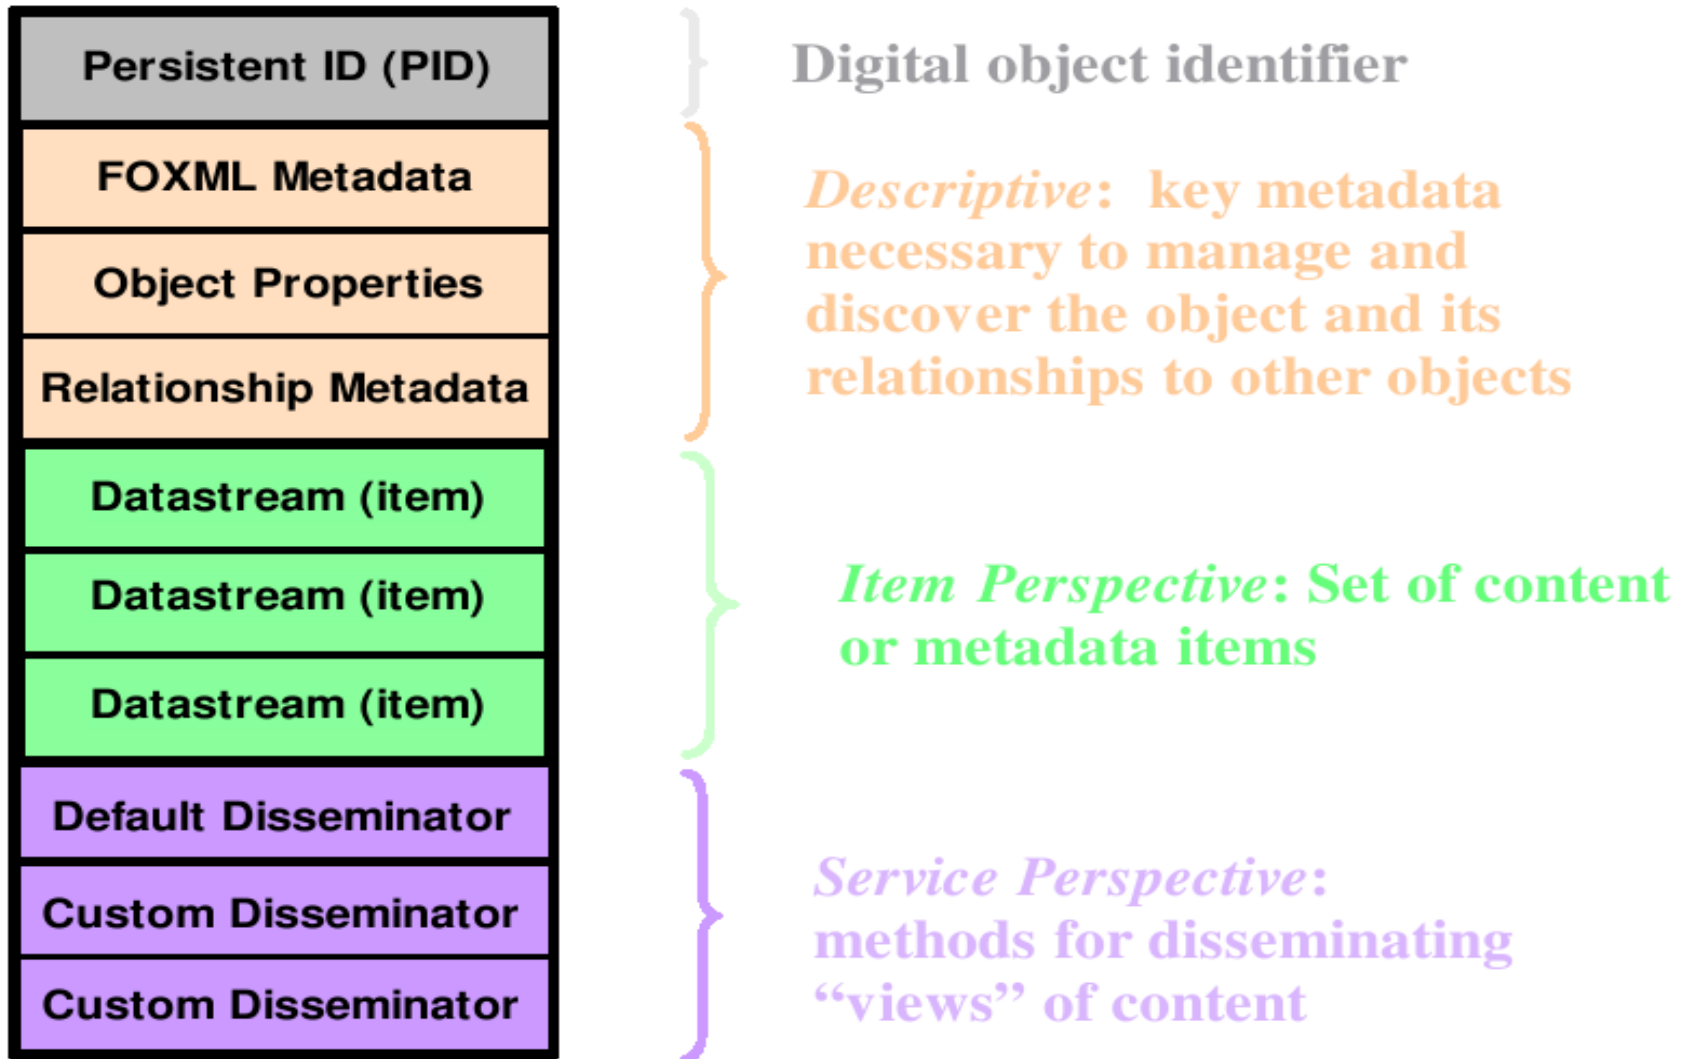 Persistent ID (PID)
Digital object identifier
FOXML Metadata
Object Properties
Relationship Metadata
Descriptive: key metadata
necessary to manage and
discover the object and its
relationships to other objects
Datastream (item)
Datastream (item)
Datastream (item)
Item Perspective: Set of content
or metadata items
Default Disseminator
Custom Disseminator
Custom Disseminator
Service Perspective:
methods for disseminating
“views” of content